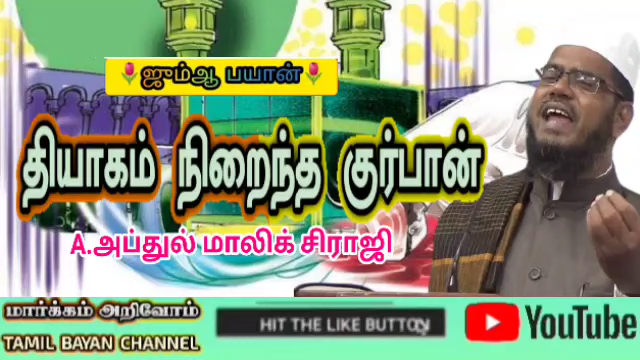 🌷ஜும்ஆ பயான்🌷
தியாகம் நிறைந்த குர்பான்
A.அப்துல் மாலிக் சிராஜி
மார்க்கம் அறிவோம்
TAMIL BAYAN CHANNEL
HIT THE LIKE BUTTON
YouTube